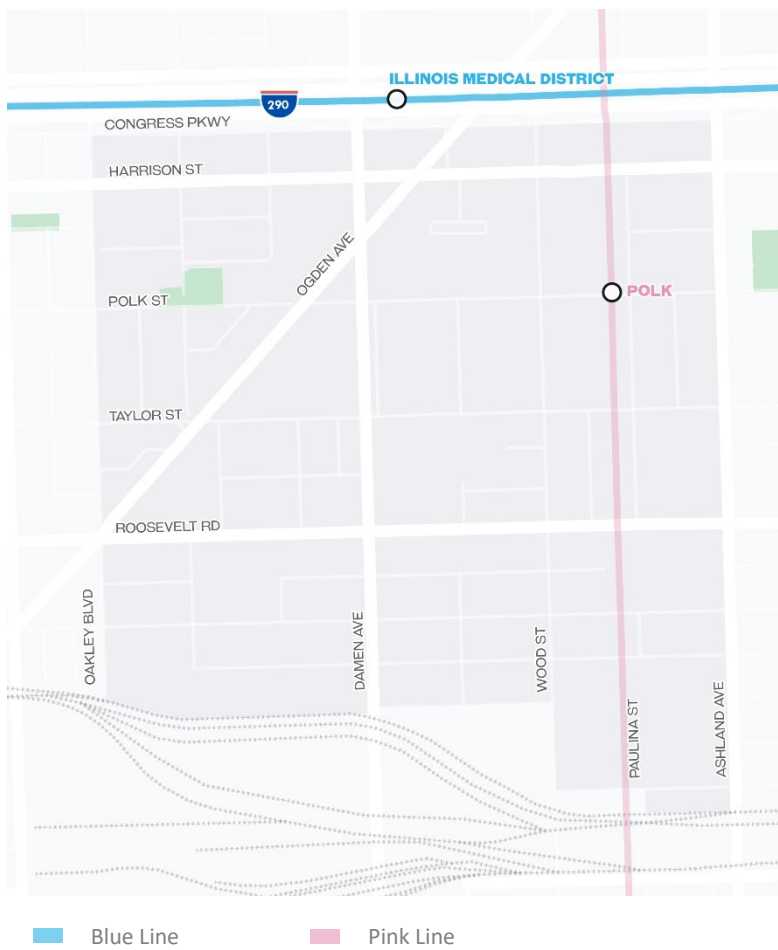 ILLINOIS MEDICAL DISTRICT
290
CONGRESS PKWY
HARRISON ST
OGDEN AVE
POLK ST
POLK
TAYLOR ST
ROOSEVELT RD
OAKLEY BLVD
DAMEN AVE
WOOD ST
PAULINA ST
ASHLAND AVE
Blue Line
Pink Line